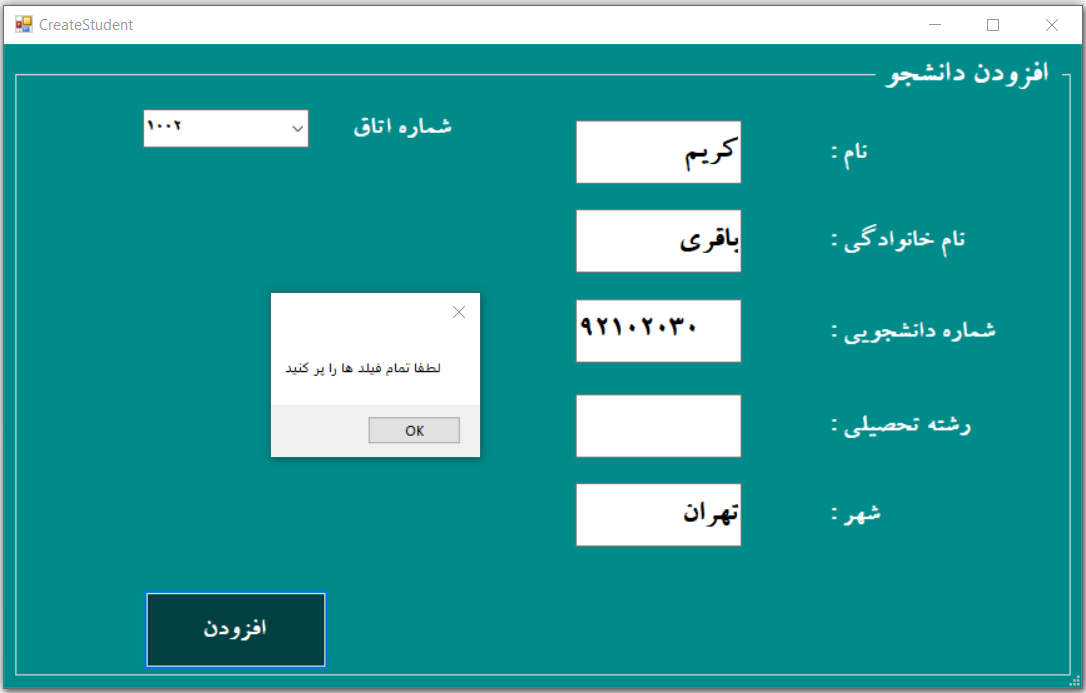 CreateStudent
افزودن دانشجو
نام :
کریم
شماره اتاق
۱۰۰۲
نام خانوادگی :
باقری
شماره دانشجویی :
۹۲۱۰۲۰۳۰
لطفا تمام فیلد ها را پر کنید
OK
رشته تحصیلی :
شهر :
تهران
افزودن